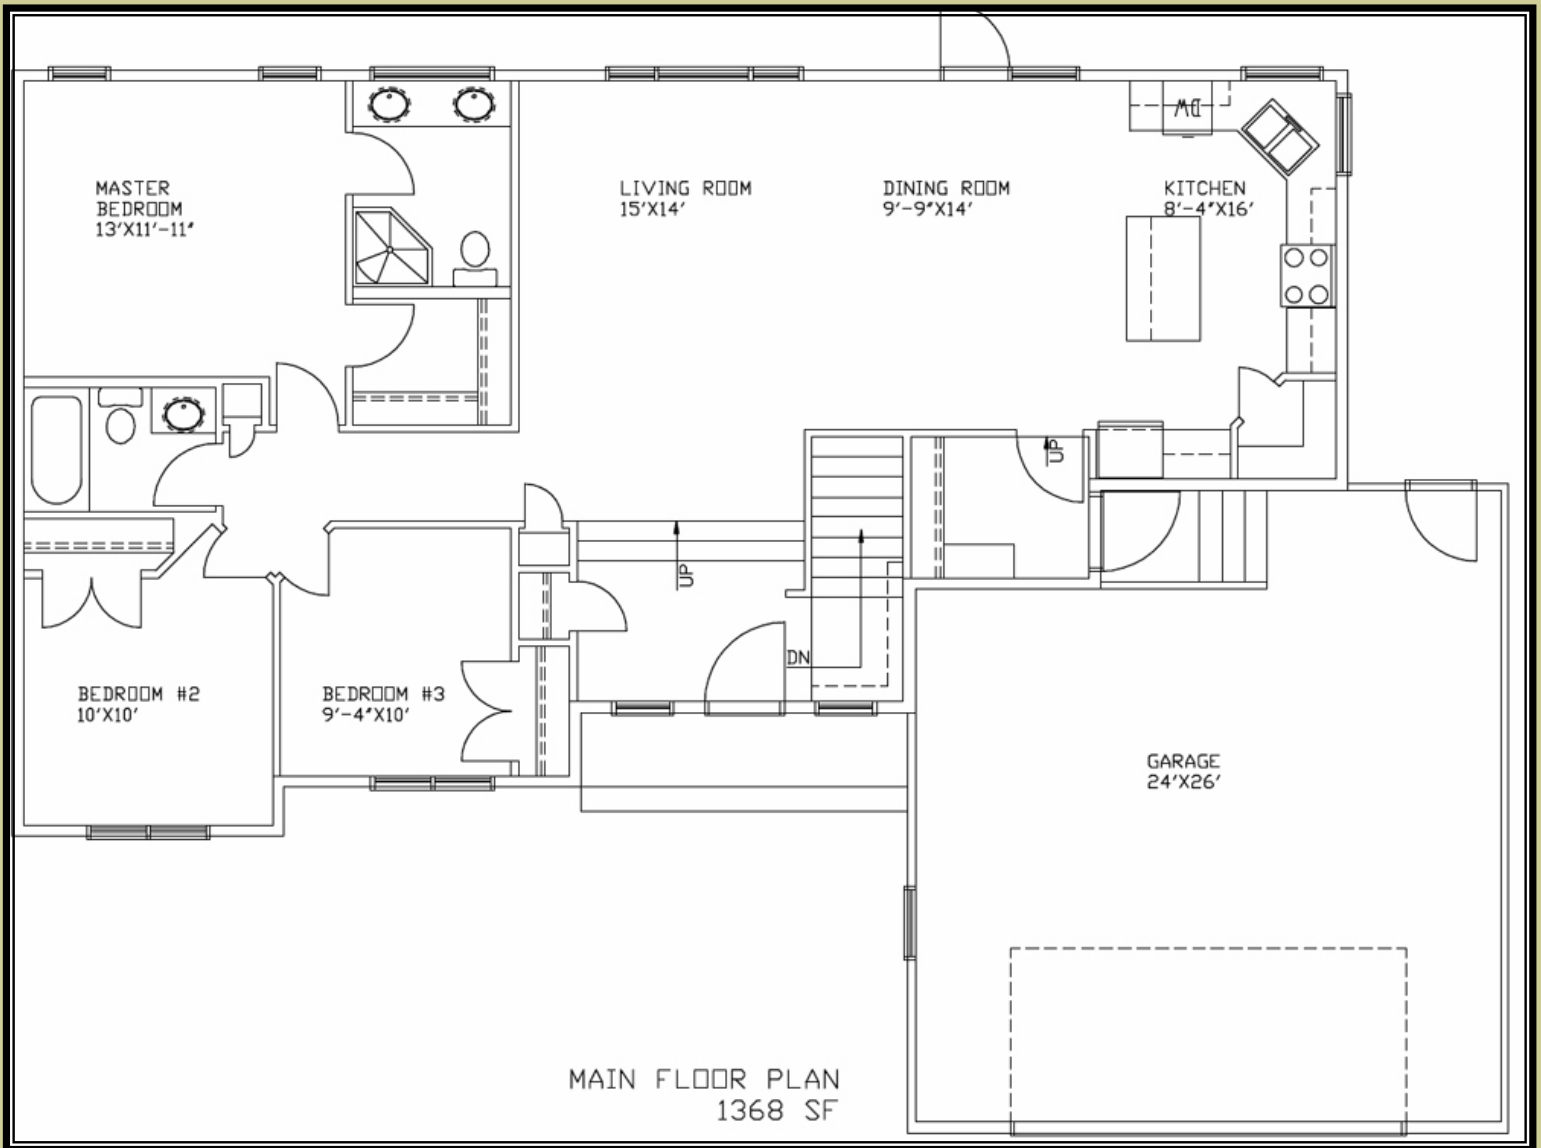 MASTER
BEDROOM
13'X11'-11"
LIVING ROOM
15'X14'
DINING ROOM
9'-9"X14'
DW
KITCHEN
8'-4"X16'
UP
UP
DN
BEDROOM #2
10'X10'
BEDROOM #3
9'-4"X10'
GARAGE
24'X26'
MAIN FLOOR PLAN
1368 SF